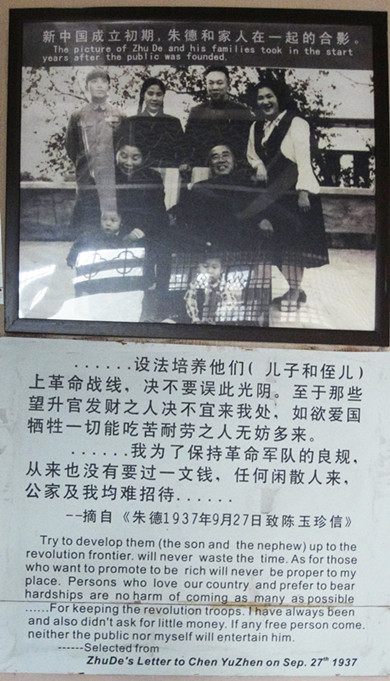 新中国成立初期，朱德和家人在一起的合影。
The picture of Zhu De and his families took in the start
years after the public was founded.
......设法培养他们( 儿子和侄儿)
上革命战线，决不要误此光阴。至于那些
望升官发财之人决不宜来我处，如欲爱国
牺牲一切能吃苦耐劳之人无妨多来。
......我为了保持革命军队的良规，
从来也没有要过一文钱，任何闲散人来，
公家及我均难招待......
--摘自《朱德1937年9月27日致陈玉珍信》
Try to develop them (the son and the nephew) up to the
revolution frontier. will never waste the time. As for those
who want to promote to be rich will never be proper to my
place. Persons who love our country and prefer to bear
hardships are no harm of coming as many as possible
......For keeping the revolution troops. I have always been
and also didn't ask for little money. If any free person come.
neither the public nor myself will entertain him.
------Selected from
ZhuDe's Letter to Chen YuZhen on Sep. 27th 1937